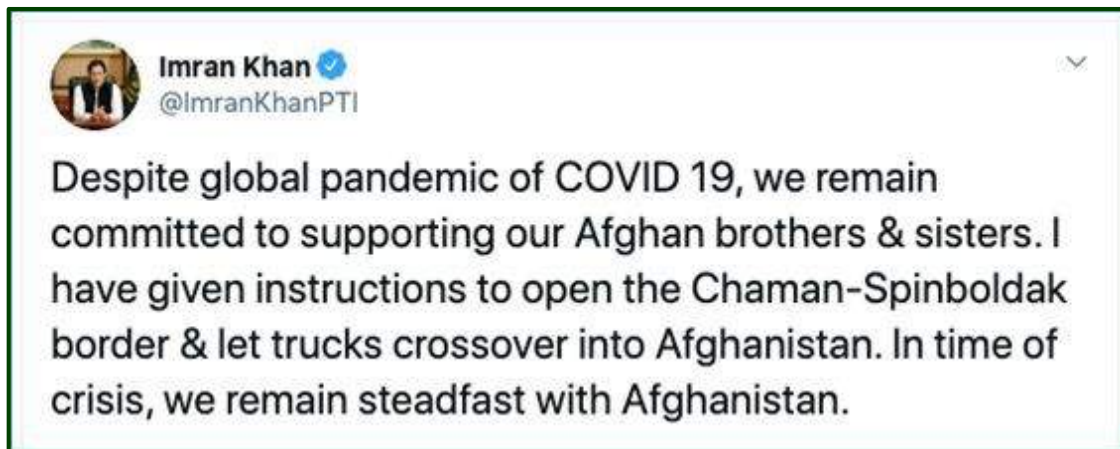 Imran Khan
@ImranKhanPTI
Despite global pandemic of COVID 19, we remain
committed to supporting our Afghan brothers & sisters. I
have given instructions to open the Chaman-Spinboldak
border & let trucks crossover into Afghanistan. In time of
crisis, we remain steadfast with Afghanistan.